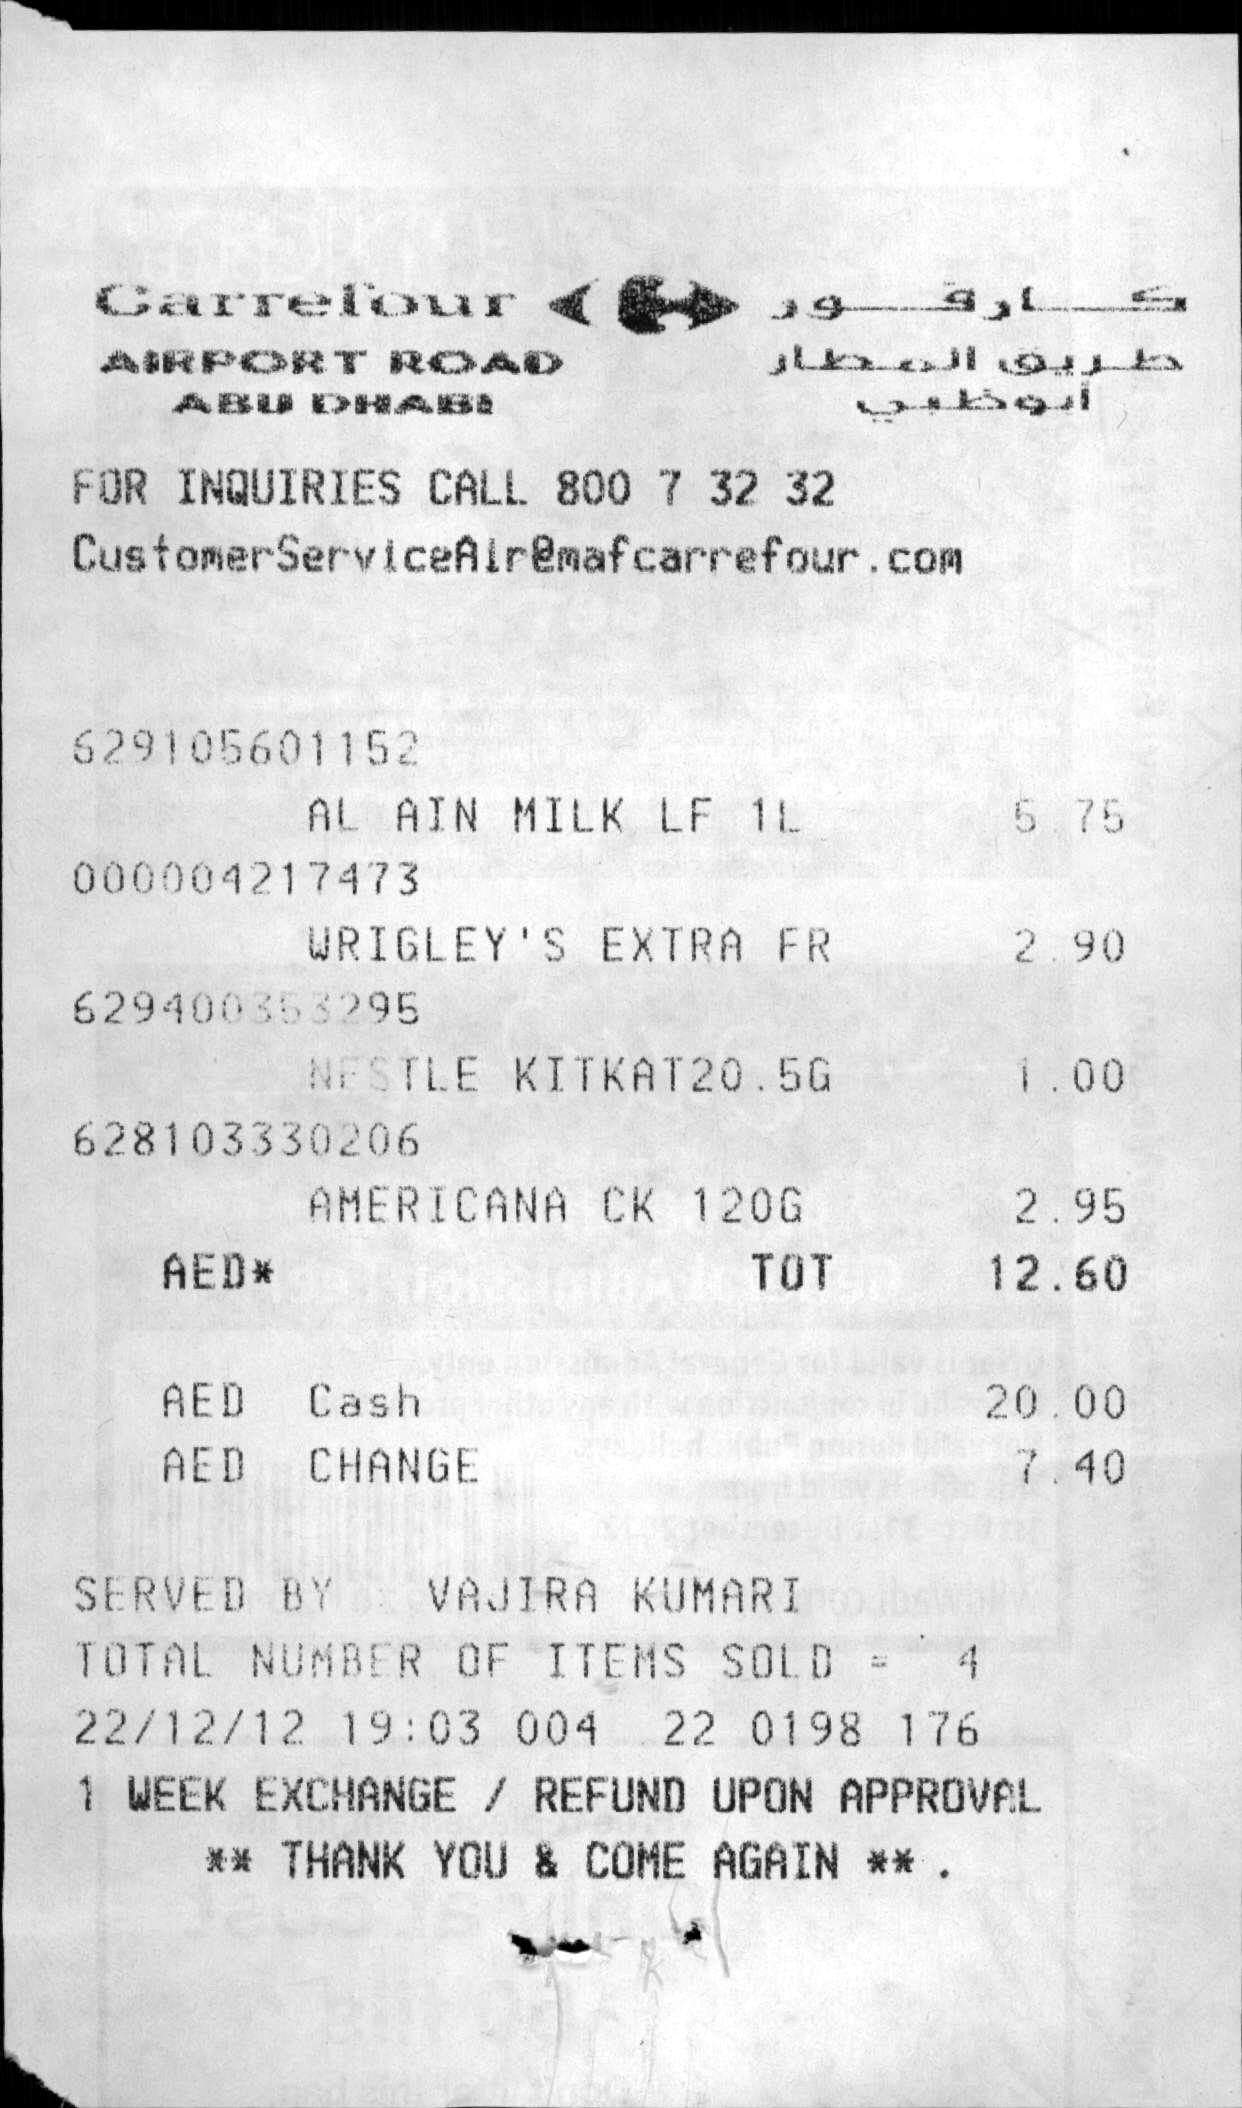 Carrefour كارفور
AIRPORT ROAD طريق المطار
ABU DHABI أبوظبي
FOR INQUIRIES CALL 800 7 32 32
CustomerServiceAir@mafcarrefour.com
629105601152
AL AIN MILK LF 1L 5.75
000004217473
WRIGLEY'S EXTRA FR 2.90
629400353295
NESTLE KITKAT20.5G 1.00
628103330206
AMERICANA CK 120G 2.95
AED* TOT 12.60
AED Cash 20.00
AED CHANGE 7.40
SERVED BY : VAJIRA KUMARI
TOTAL NUMBER OF ITEMS SOLD = 4
22/12/12 19:03 004 22 0198 176
1 WEEK EXCHANGE / REFUND UPON APPROVAL
** THANK YOU & COME AGAIN ** .